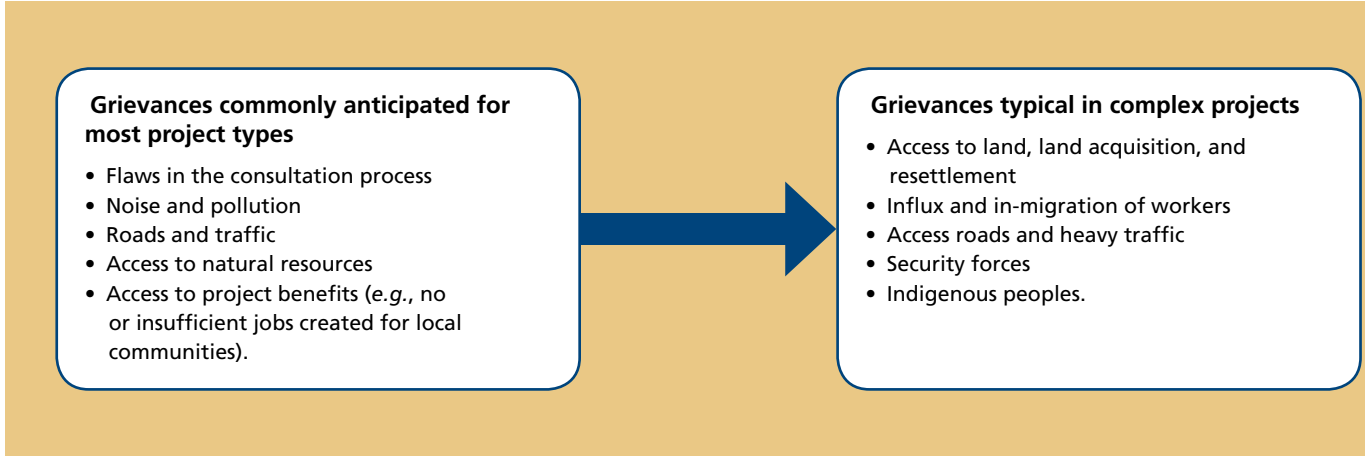 Grievances commonly anticipated for
most project types
• Flaws in the consultation process
• Noise and pollution
• Roads and traffic
• Access to natural resources
• Access to project benefits (e.g., no
or insufficient jobs created for local
communities).
Grievances typical in complex projects
• Access to land, land acquisition, and
resettlement
• Influx and in-migration of workers
• Access roads and heavy traffic
• Security forces
• Indigenous peoples.